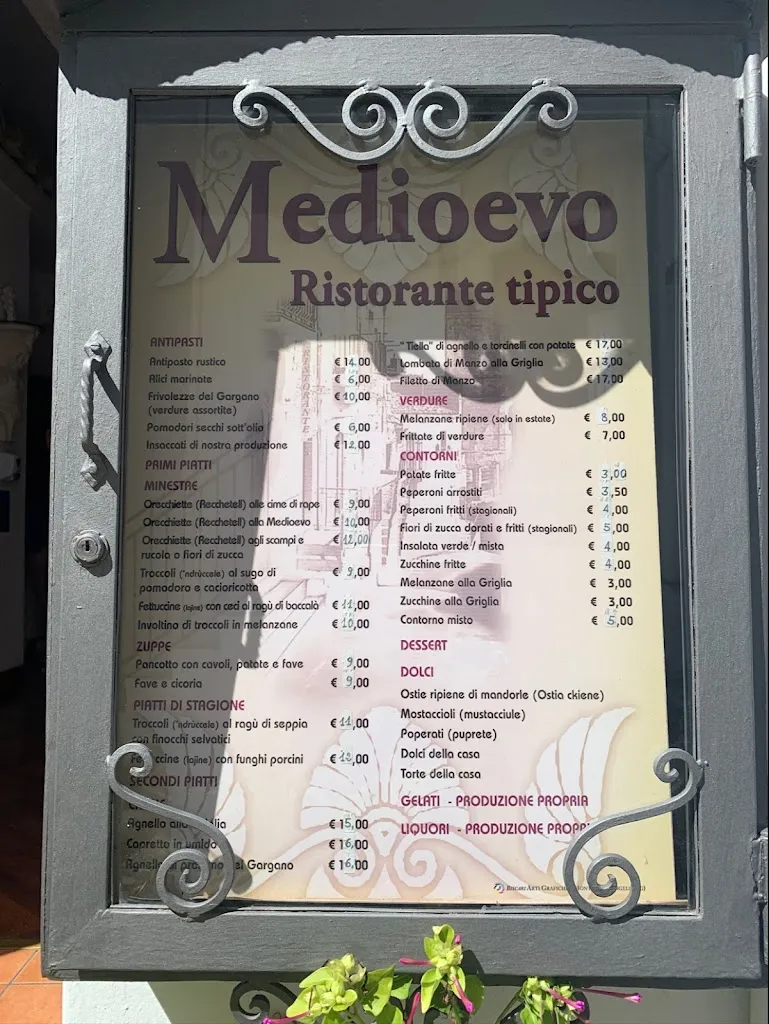 Medioevo
Ristorante tipico
ANTIPASTI
Antipasto rustico € 14,00
Alici marinate € 6,00
Frivolezze del Gargano € 10,00
(verdure assortite)
Pomodori secchi sott'olio € 6,00
Insaccati di nostra produzione € 12,00
PRIMI PIATTI
MINESTRE
Orecchiette (Recchetell) alle cime di rape € 9,00
Orecchiette (Recchetell) alla Medioevo € 10,00
Orecchiette (Recchetell) agli scampi e € 12,00
rucola o fiori di zucca
Troccoli ('ndrùccele) al sugo di € 9,00
pomodoro e cacioricotta
Fettuccine (lajine) con ceci al ragù di baccalà € 11,00
Involtino di troccoli in melanzane € 10,00
ZUPPE
Pancotto con cavoli, patate e fave € 9,00
Fave e cicoria € 9,00
PIATTI DI STAGIONE
Troccoli ('ndrùccele) al ragù di seppia € 11,00
con finocchi selvatici
(lajine) con funghi porcini €
SECONDI PIATTI
Agnello € 15,00
Capretto in umido € 16,00
Agnello Gargano € 16,00
"Tiella" di agnello e torcinelli con patate € 17,00
Lombata di Manzo alla Griglia € 13,00
Filetto di Manzo € 17,00
VERDURE
Melanzane ripiene (solo in estate) € 8,00
Frittate di verdure € 7,00
CONTORNI
Patate fritte € 3,00
Peperoni arrostiti € 3,50
Peperoni fritti (stagionali) € 4,00
Fiori di zucca dorati e fritti (stagionali) € 5,00
Insalata verde / mista € 4,00
Zucchine fritte € 4,00
Melanzane alla Griglia € 3,00
Zucchine alla Griglia € 3,00
Contorno misto € 5,00
DESSERT
DOLCI
Ostie ripiene di mandorle (Ostia ckiene)
Mostaccioli (mustacciule)
Poperati (puprete)
Dolci della casa
Torte della casa
GELATI - PRODUZIONE PROPRIA
LIQUORI - PRODUZIONE
RISTORANTE